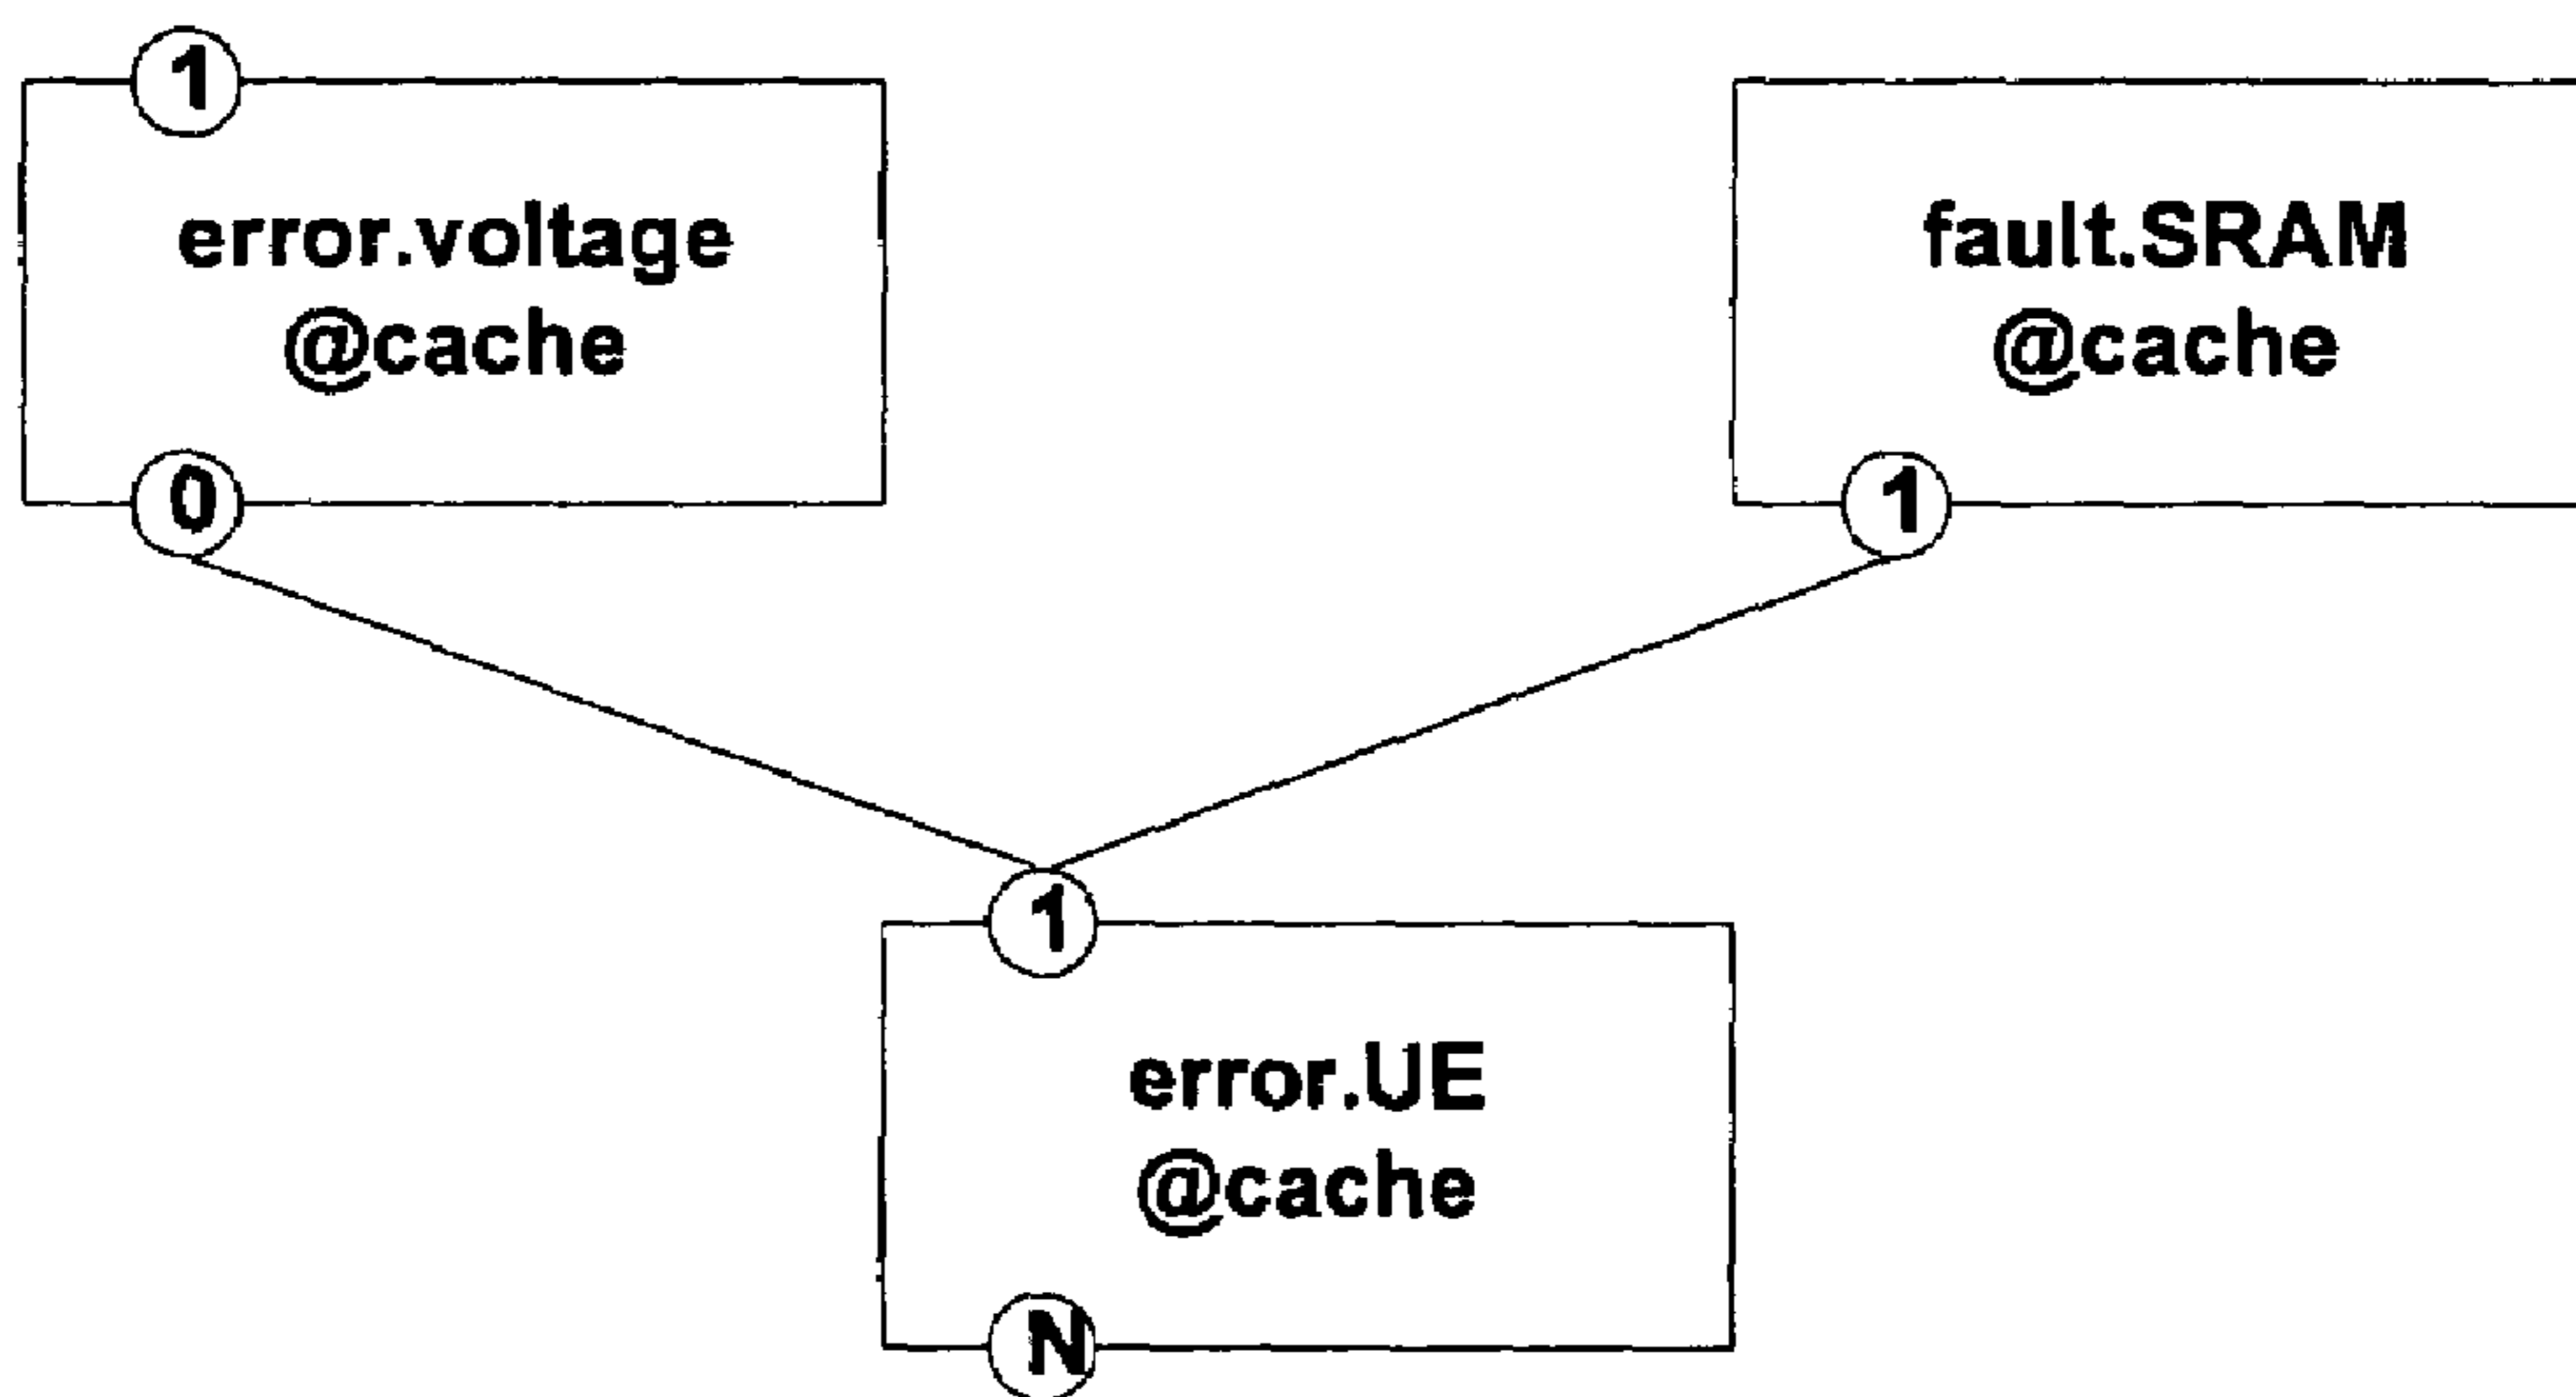 1
error.voltage
@cache
0
fault.SRAM
@cache
1
1
error.UE
@cache
N